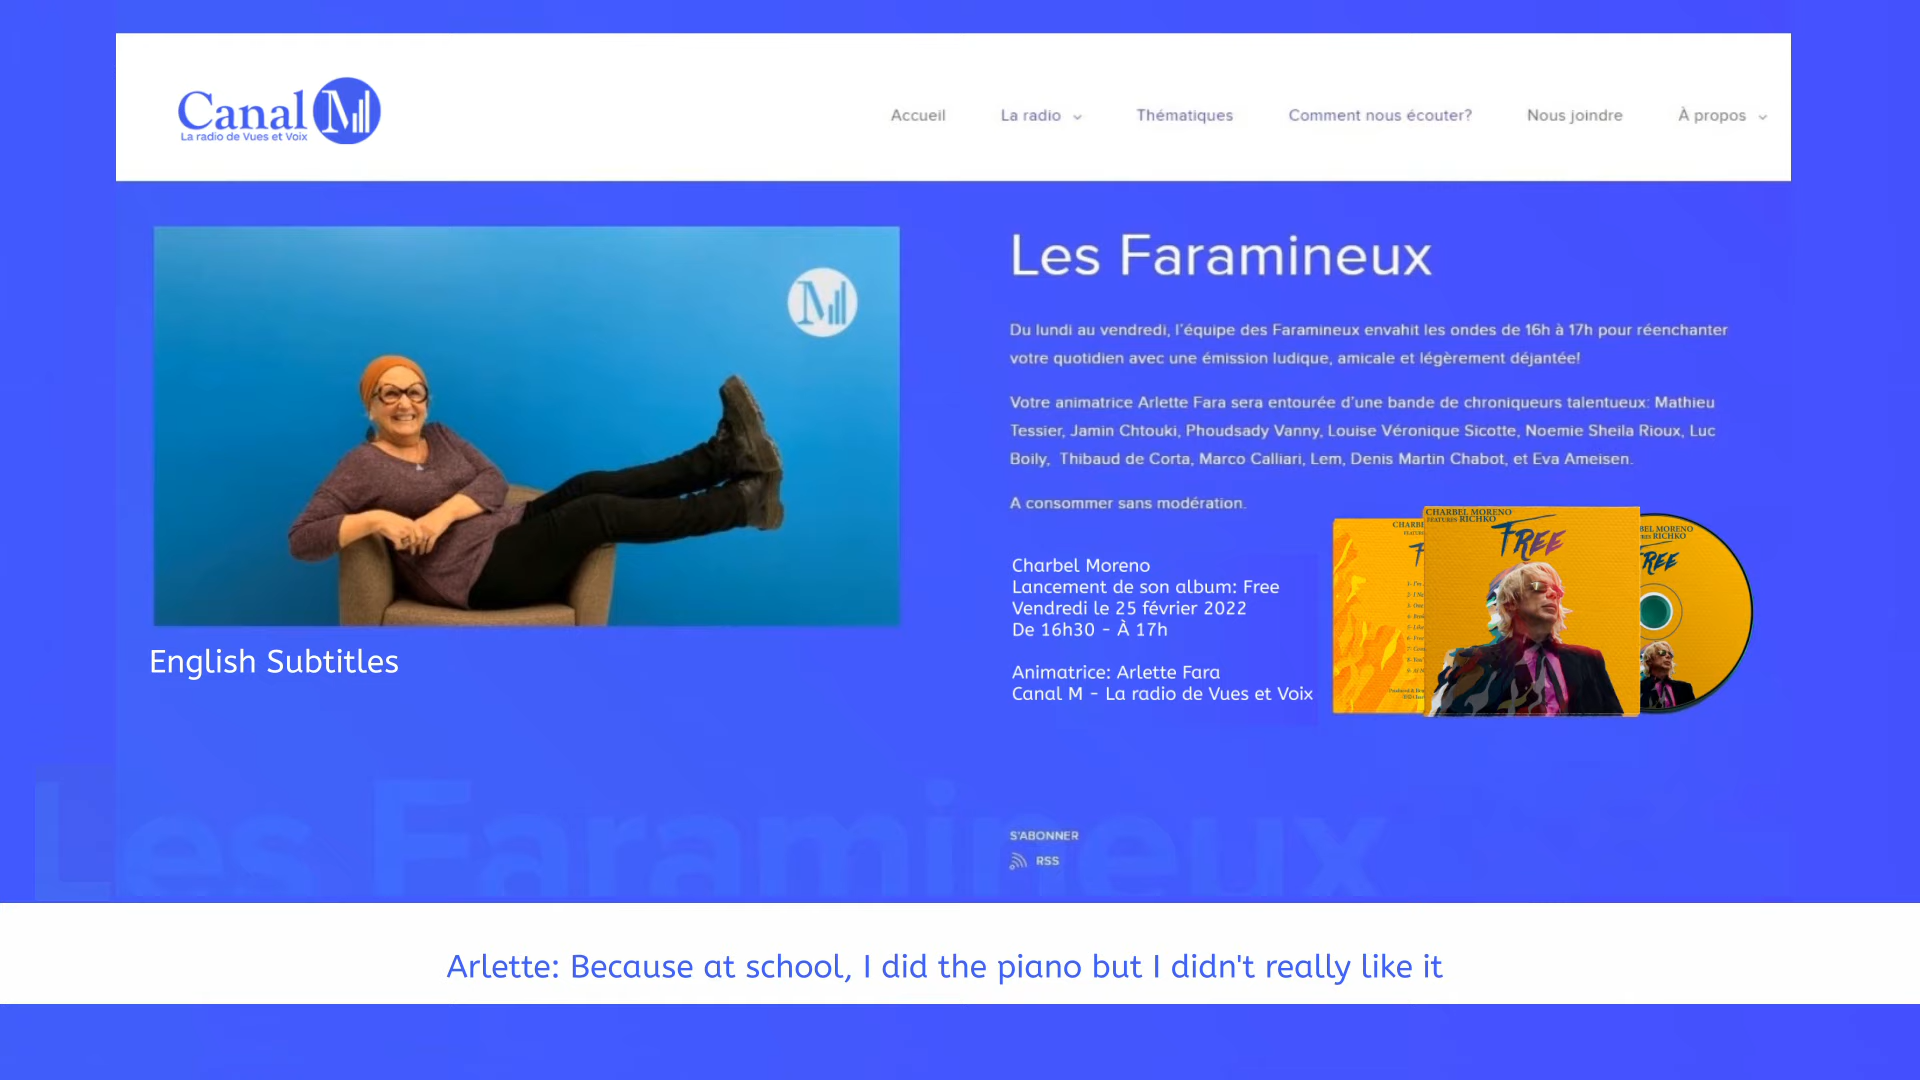 Canal M
La radio de Vues et Voix
Accueil
La radio
Thématiques
Comment nous écouter?
Nous joindre
À propos
M
Les Faramineux
Du lundi au vendredi, l'équipe des Faramineux envahit les ondes de 16h à 17h pour réenchanter
votre quotidien avec une émission ludique, amicale et légèrement déjantée!
Votre animatrice Arlette Fara sera entourée d'une bande de chroniqueurs talentueux: Mathieu
Tessier, Jamin Chtouki, Phoudsady Vanny, Louise Véronique Sicotte, Noemie Sheila Rioux, Luc
Boily, Thibaud de Corta, Marco Calliari, Lem, Denis Martin Chabot, et Eva Ameisen.
A consommer sans modération.
Charbel Moreno
Lancement de son album: Free
Vendredi le 25 février 2022
De 16h30 - À 17h
Animatrice: Arlette Fara
Canal M - La radio de Vues et Voix
CHARBEL MORENO
FEATURES RICHKO
FREE
English Subtitles
Les Faramineux
S'ABONNER
RSS
Arlette: Because at school, I did the piano but I didn't really like it